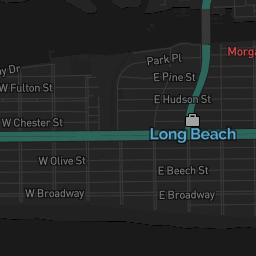 Morga
Park Pl
y Dr
E Pine St
W Fulton St
E Hudson St
W Chester St
Long Beach
W Olive St
E Beech St
W Broadway
E Broadway